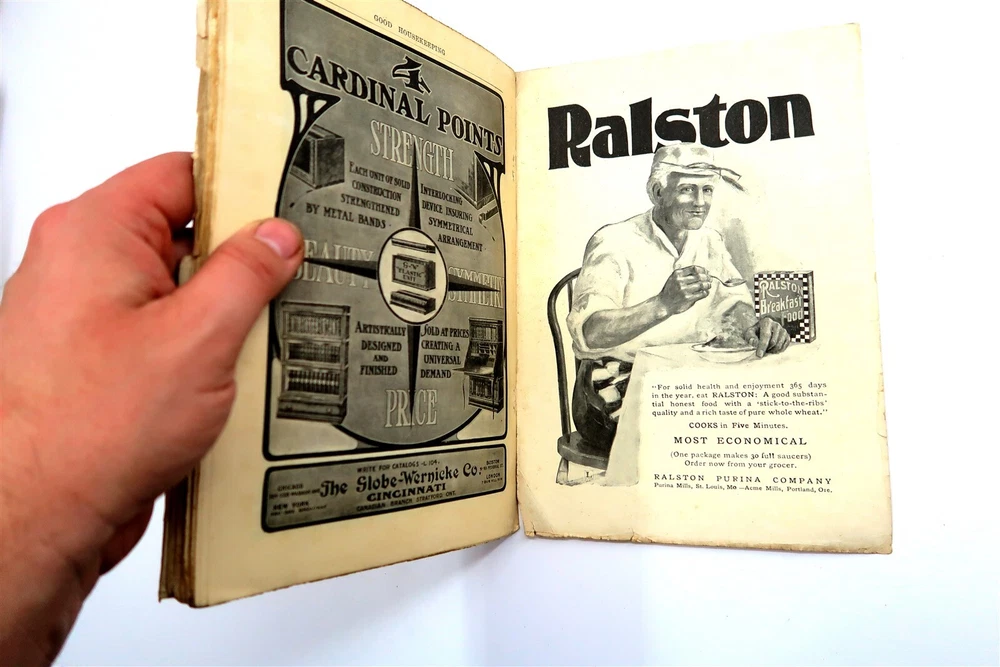 GOOD HOUSEKEEPING
4
CARDINAL POINTS
STRENGTH
EACH UNIT OF SOLID
CONSTRUCTION
STRENGTHENED
BY METAL BANDS
INTERLOCKING
DEVICE INSURING
SYMMETRICAL
ARRANGEMENT
BEAUTY
G-W
"ELASTIC"
UNIT
SYMMETRY
ARTISTICALLY
DESIGNED
AND
FINISHED
SOLD AT PRICES
CREATING A
UNIVERSAL
DEMAND
PRICE
WRITE FOR CATALOGS
The Globe-Wernicke Co.
CINCINNATI
CANADIAN BRANCH STRATFORD ONT.
CHICAGO
NEW YORK
BOSTON
LONDON
Ralston
Ralston
Breakfast
Food
"For solid health and enjoyment 365 days
in the year, eat RALSTON: A good substan-
tial honest food with a 'stick-to-the-ribs'
quality and a rich taste of pure whole wheat."
COOKS in Five Minutes.
MOST ECONOMICAL
(One package makes 30 full saucers)
Order now from your grocer.
RALSTON PURINA COMPANY
Purina Mills, St. Louis, Mo.—Acme Mills, Portland, Ore.